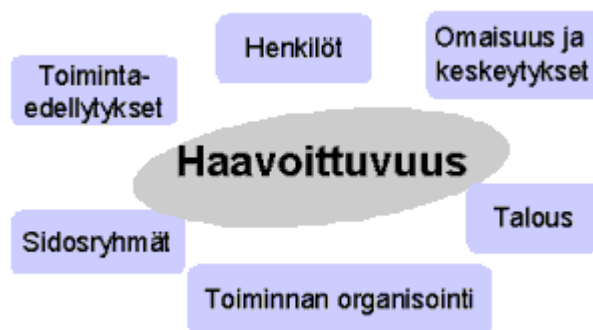 Henkilöt
Omaisuus ja
keskeytykset
Toiminta-
edellytykset
Haavoittuvuus
Talous
Sidosryhmät
Toiminnan organisointi